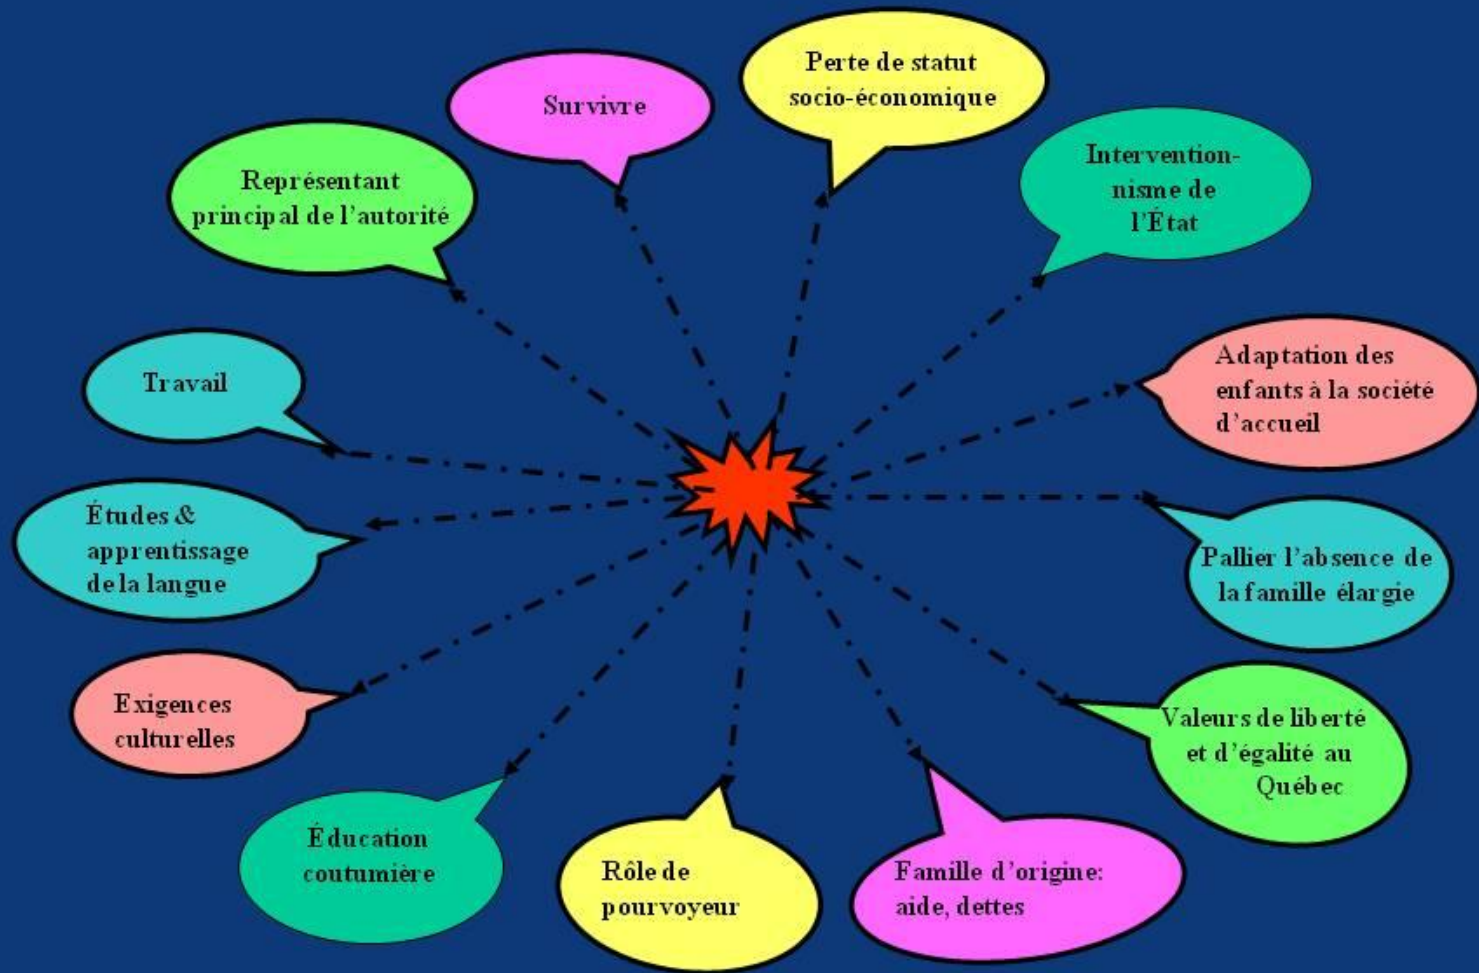 Survivre
Perte de statut
socio-économique
Intervention-
nisme de
l'État
Représentant
principal de l'autorité
Adaptation des
enfants à la société
d'accueil
Travail
Études &
apprentissage
de la langue
Pallier l'absence de
la famille élargie
Exigences
culturelles
Valeurs de liberté
et d'égalité au
Québec
Éducation
coutumière
Rôle de
pourvoyeur
Famille d'origine:
aide, dettes